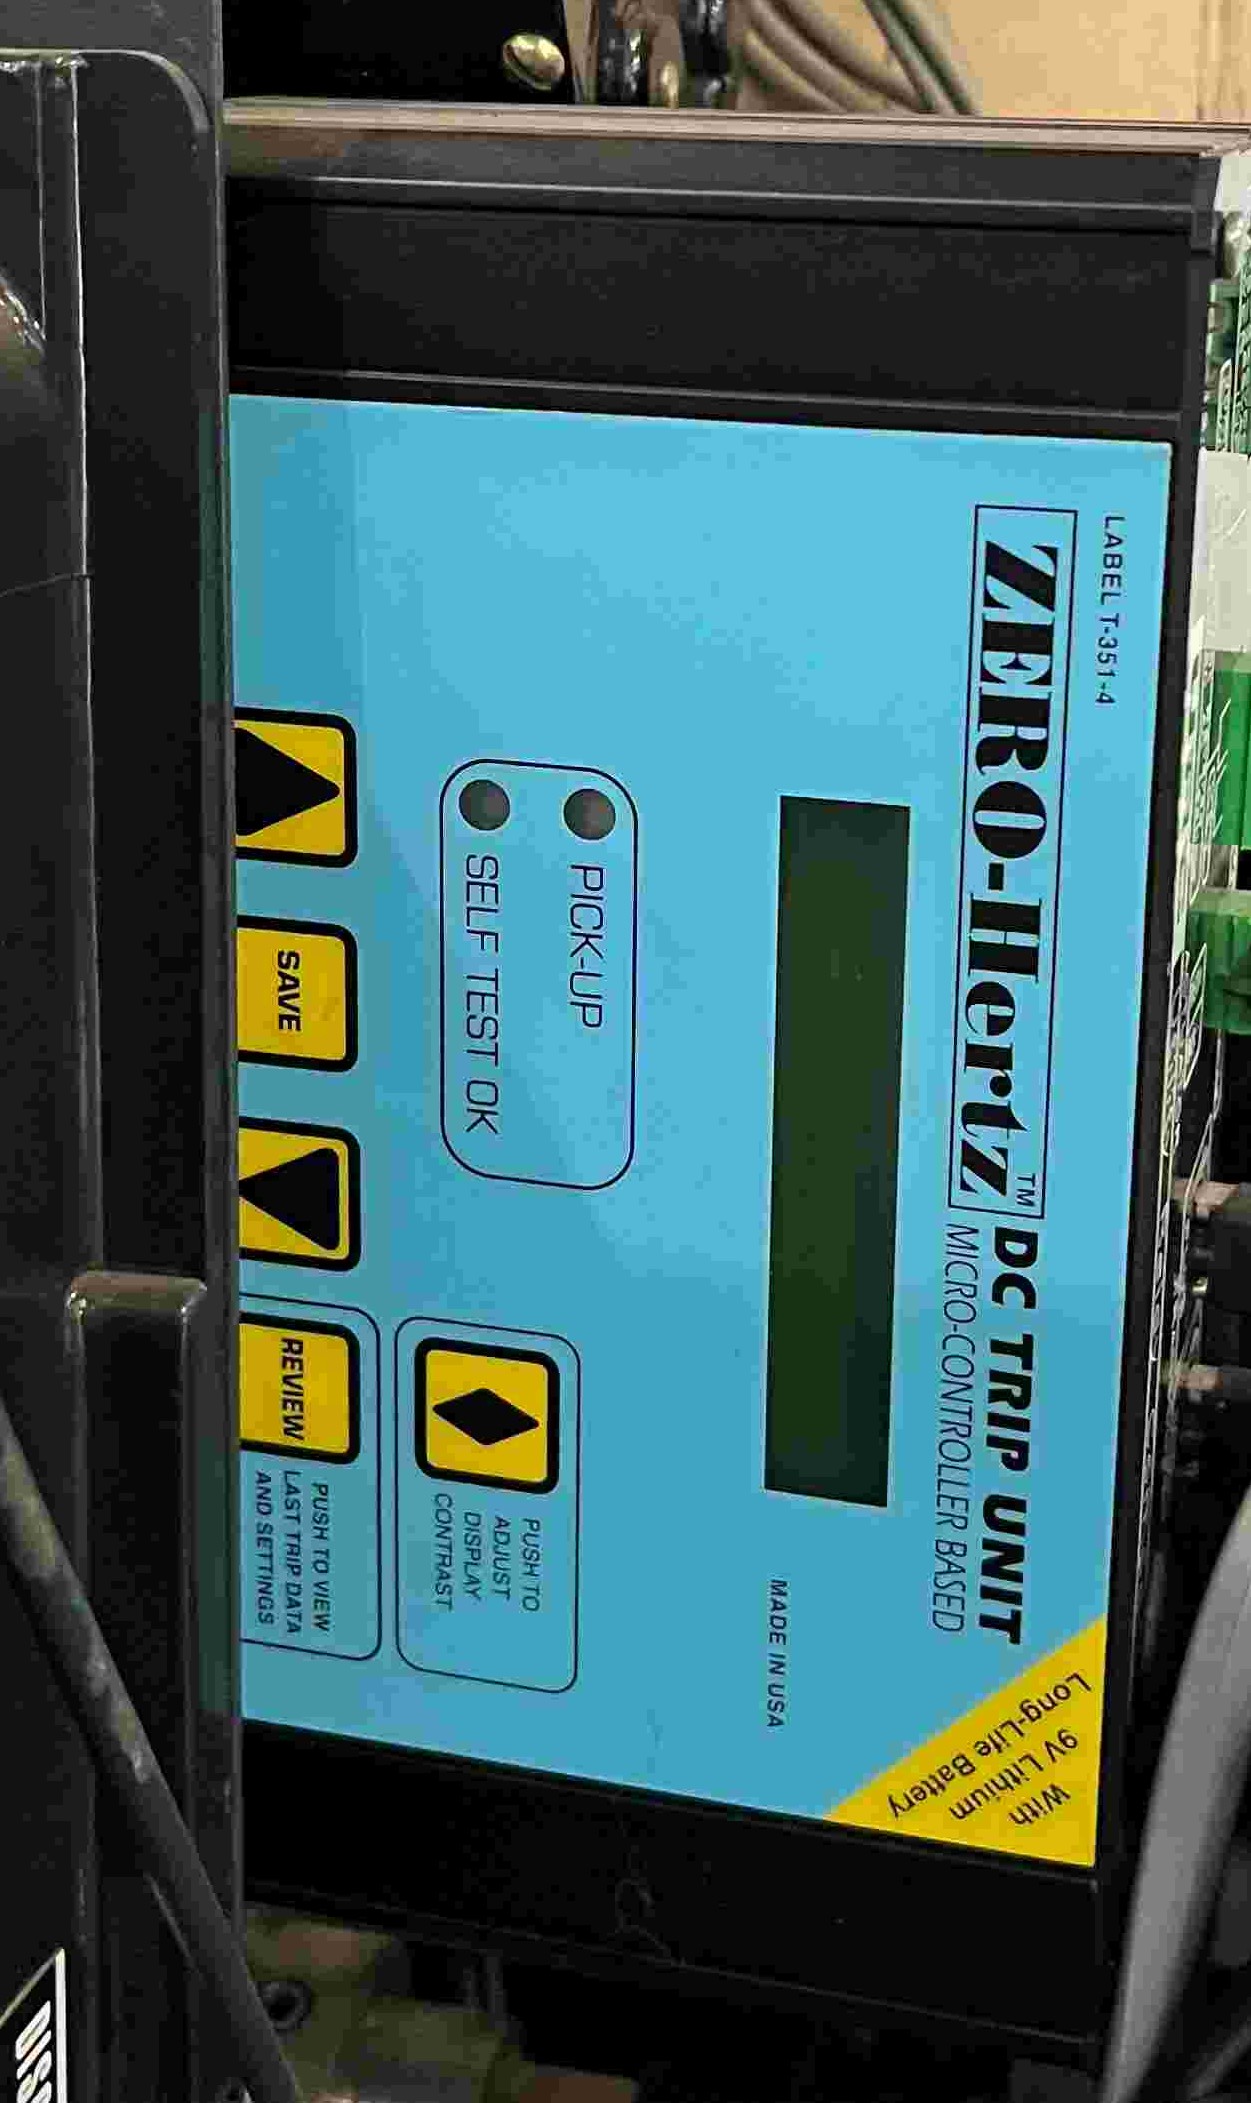 LABEL T-351-4
ZERO-Hertz™ DC TRIP UNIT
MICRO-CONTROLLER BASED
With
9V Lithium
Long-Life Battery
MADE IN USA
PICK-UP
SELF TEST OK
PUSH TO
ADJUST
DISPLAY
CONTRAST
SAVE
REVIEW
PUSH TO VIEW
LAST TRIP DATA
AND SETTINGS